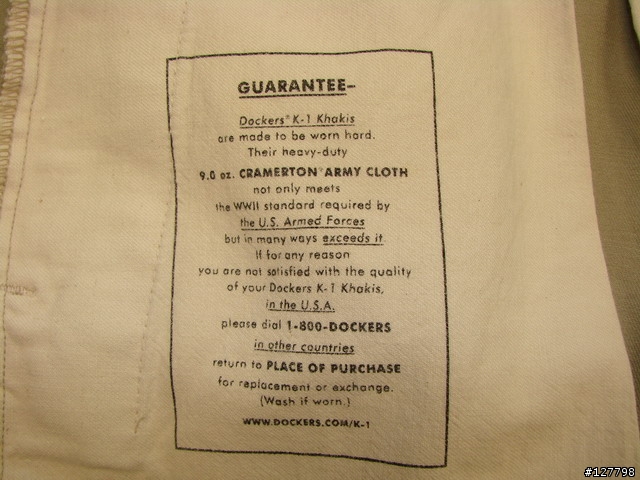 GUARANTEE-
Dockers® K-1 Khakis
are made to be worn hard.
Their heavy-duty
9.0 oz. CRAMERTON® ARMY CLOTH
not only meets
the WWII standard required by
the U.S. Armed Forces
but in many ways exceeds it.
If for any reason
you are not satisfied with the quality
of your Dockers K-1 Khakis,
in the U.S.A.
please dial 1-800-DOCKERS
in other countries
return to PLACE OF PURCHASE
for replacement or exchange.
(Wash if worn.)
WWW.DOCKERS.COM/K-1
#127798